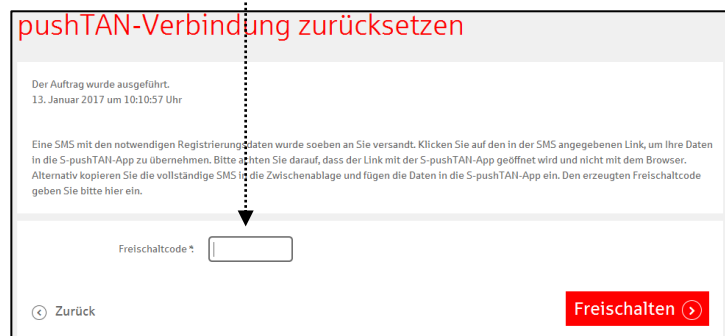 pushTAN-Verbindung zurücksetzen
Der Auftrag wurde ausgeführt.
13. Januar 2017 um 10:10:57 Uhr
Eine SMS mit den notwendigen Registrierungsdaten wurde soeben an Sie versandt. Klicken Sie auf den in der SMS angegebenen Link, um Ihre Daten
in die S-pushTAN-App zu übernehmen. Bitte achten Sie darauf, dass der Link mit der S-pushTAN-App geöffnet wird und nicht mit dem Browser.
Alternativ kopieren Sie die vollständige SMS in die Zwischenablage und fügen die Daten in die S-pushTAN-App ein. Den erzeugten Freischaltcode
geben Sie bitte hier ein.
Freischaltcode *:
Zurück
Freischalten